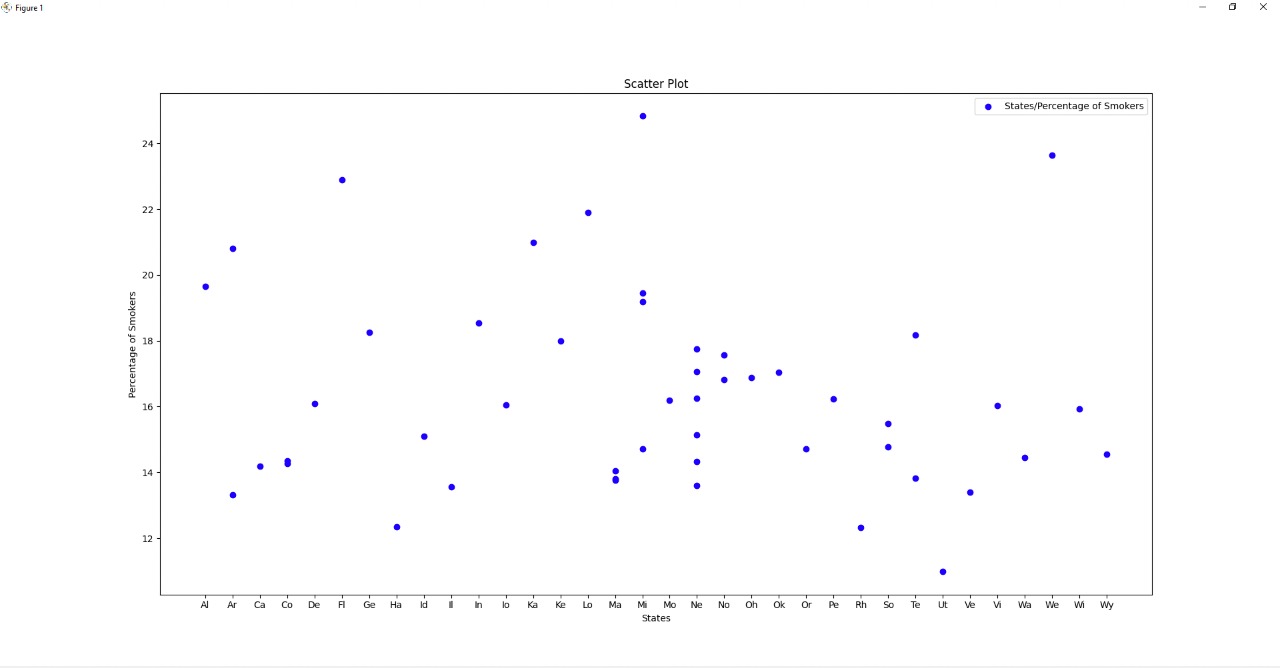 Figure 1
Scatter Plot
States/Percentage of Smokers
24
22
20
18
16
14
12
Percentage of Smokers
Al Ar Ca Co De Fl Ge Ha Id Il In Io Ka Ke Lo Ma Mi Mo Ne No Oh Ok Or Pe Rh So Te Ut Ve Vi Wa We Wi Wy
States